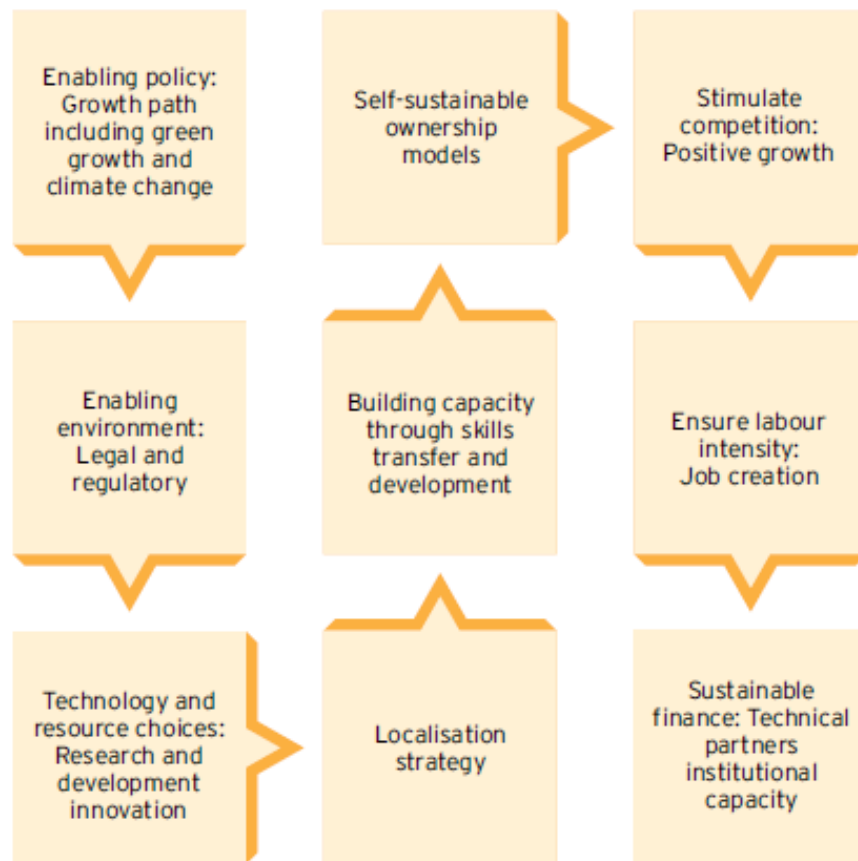 Enabling policy:
Growth path
including green
growth and
climate change
Enabling
environment:
Legal and
regulatory
Technology and
resource choices:
Research and
development
innovation
Localisation
strategy
Building capacity
through skills
transfer and
development
Self-sustainable
ownership
models
Stimulate
competition:
Positive growth
Ensure labour
intensity:
Job creation
Sustainable
finance: Technical
partners
institutional
capacity